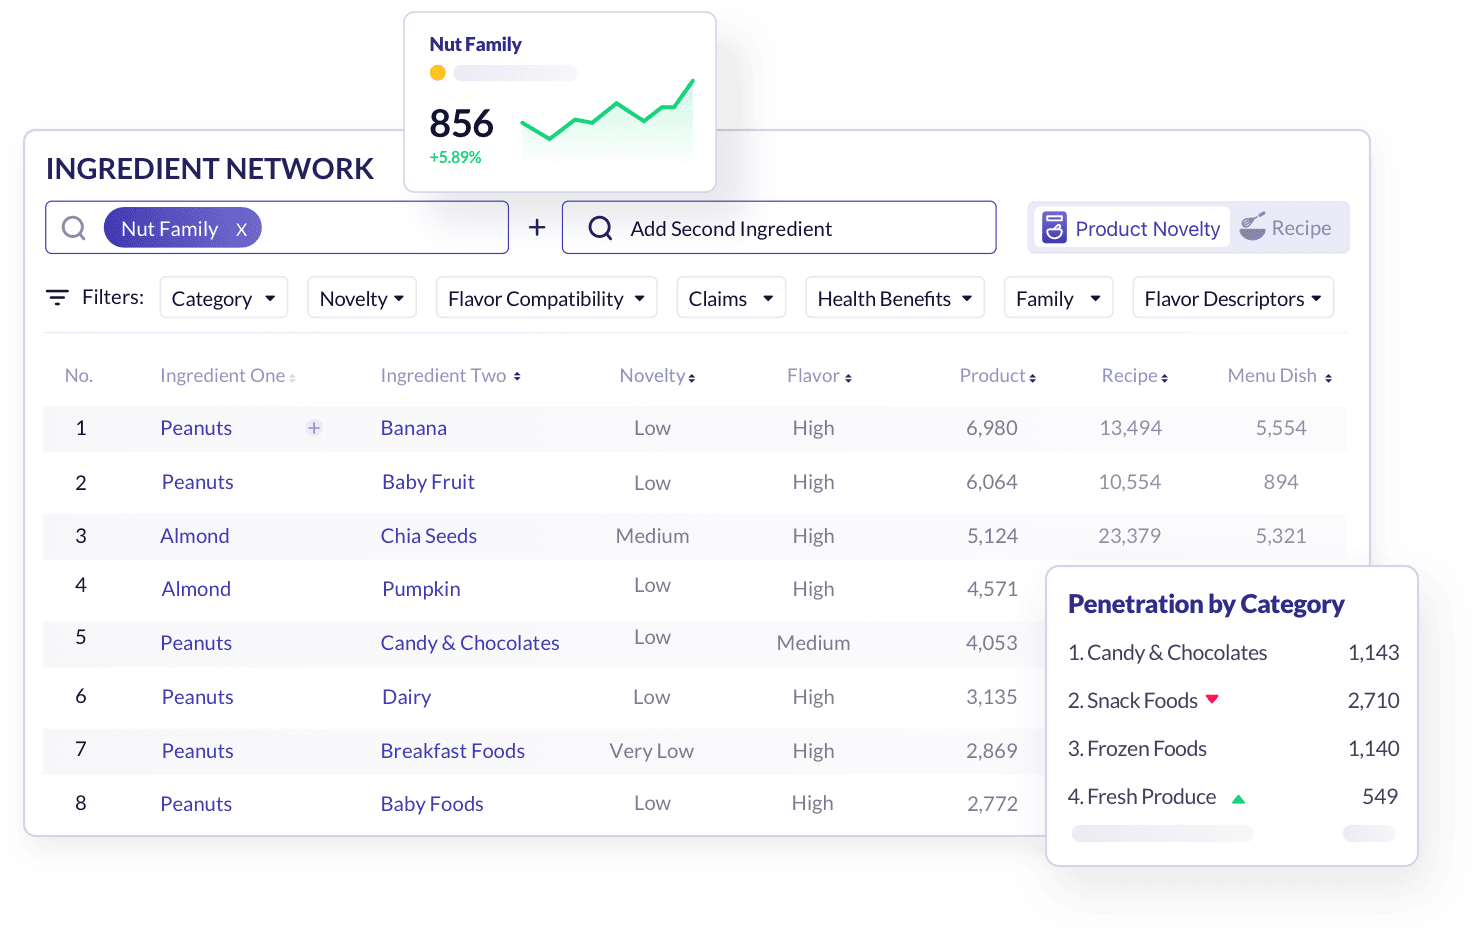 Nut Family
856
+5.89%
INGREDIENT NETWORK
Nut Family X + Add Second Ingredient Product Novelty Recipe
Filters: Category Novelty Flavor Compatibility Claims Health Benefits Family Flavor Descriptors
No. Ingredient One Ingredient Two Novelty Flavor Product Recipe Menu Dish
1 Peanuts + Banana Low High 6,980 13,494 5,554
2 Peanuts Baby Fruit Low High 6,064 10,554 894
3 Almond Chia Seeds Medium High 5,124 23,379 5,321
4 Almond Pumpkin Low High 4,571
5 Peanuts Candy & Chocolates Low Medium 4,053
6 Peanuts Dairy Low High 3,135
7 Peanuts Breakfast Foods Very Low High 2,869
8 Peanuts Baby Foods Low High 2,772
Penetration by Category
1. Candy & Chocolates 1,143
2. Snack Foods 2,710
3. Frozen Foods 1,140
4. Fresh Produce 549